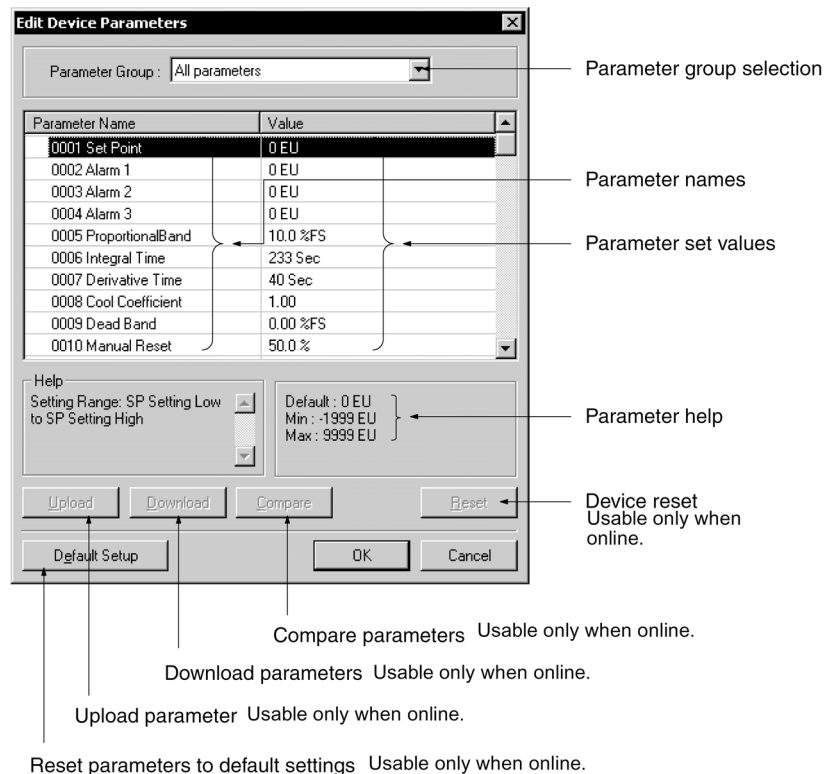 Edit Device Parameters
Parameter Group : All parameters
Parameter group selection
Parameter Name Value
0001 Set Point 0 EU
0002 Alarm 1 0 EU
0003 Alarm 2 0 EU
Parameter names
0004 Alarm 3 0 EU
0005 ProportionalBand 10.0 %FS
Parameter set values
0006 Integral Time 233 Sec
0007 Derivative Time 40 Sec
0008 Cool Coefficient 1.00
0009 Dead Band 0.00 %FS
0010 Manual Reset 50.0 %
Help
Setting Range: SP Setting Low
to SP Setting High
Default : 0 EU
Min : -1999 EU
Max : 9999 EU
Parameter help
Upload Download Compare Reset
Device reset
Usable only when
online.
Default Setup OK Cancel
Compare parameters Usable only when online.
Download parameters Usable only when online.
Upload parameter Usable only when online.
Reset parameters to default settings Usable only when online.